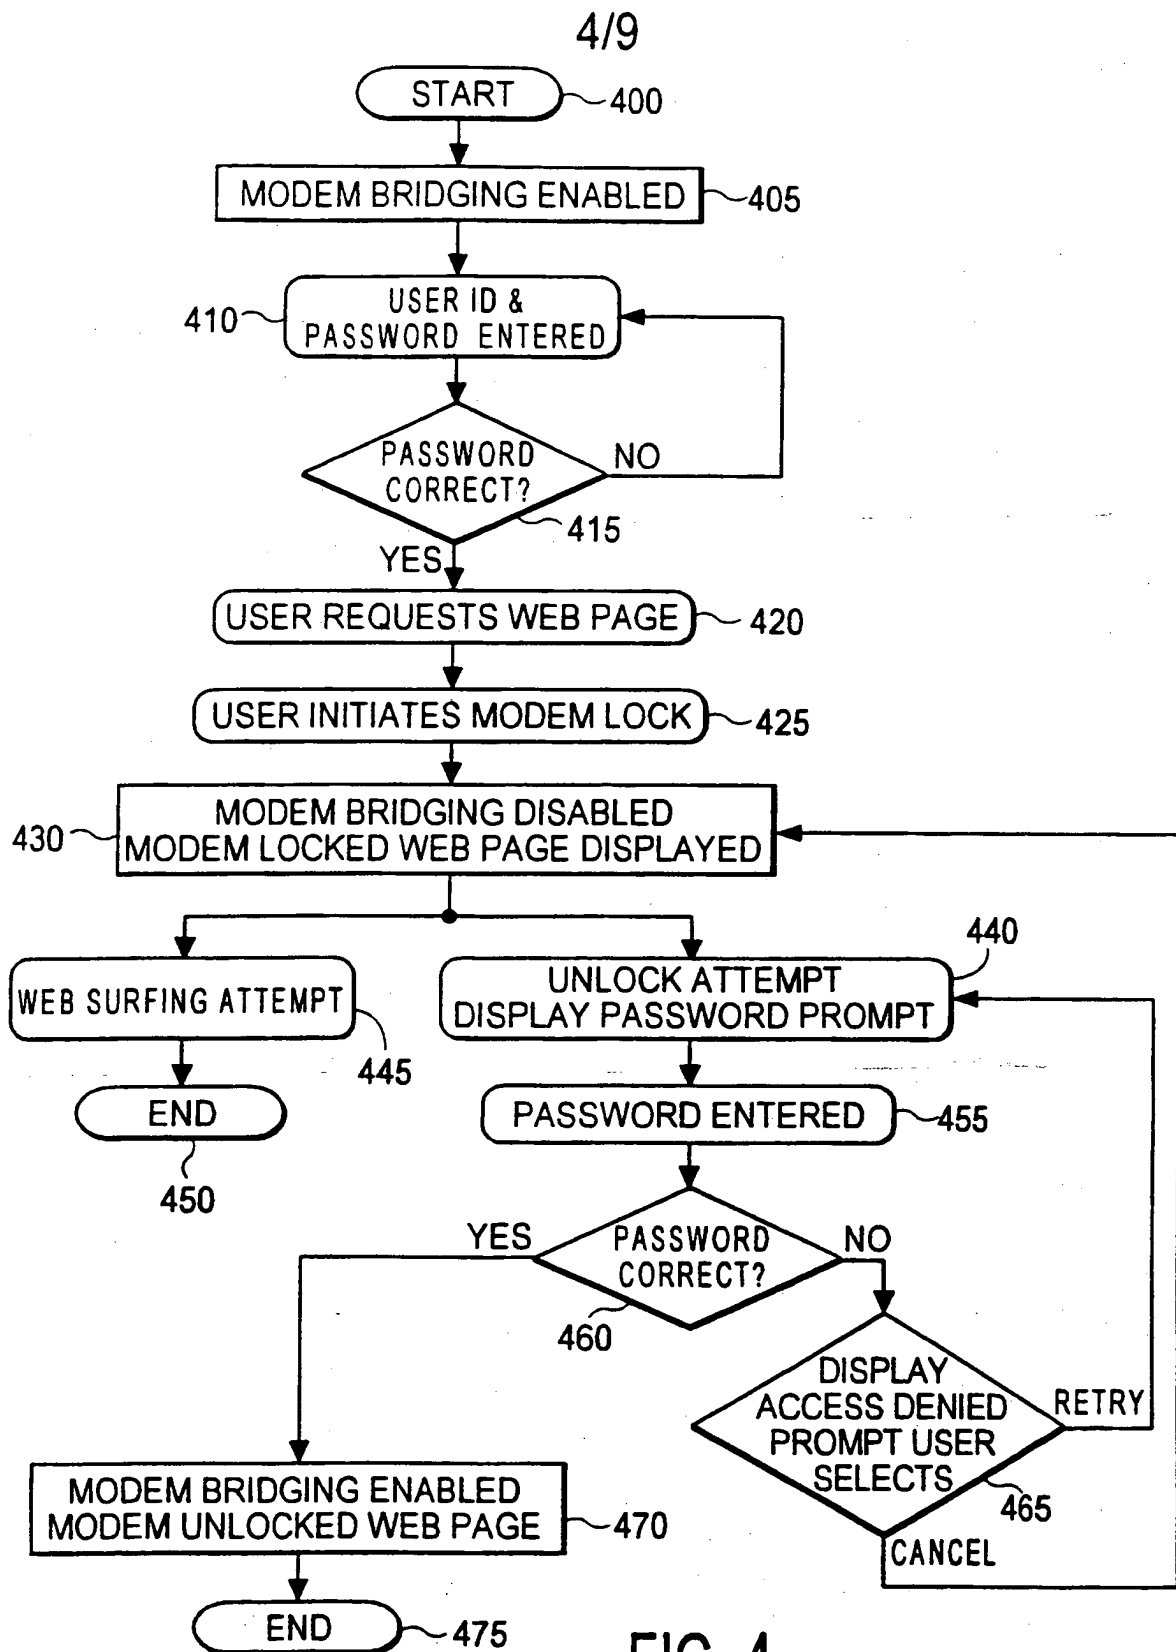 4/9
START
400
MODEM BRIDGING ENABLED
405
USER ID &
PASSWORD ENTERED
410
PASSWORD
CORRECT?
NO
415
YES
USER REQUESTS WEB PAGE
420
USER INITIATES MODEM LOCK
425
MODEM BRIDGING DISABLED
MODEM LOCKED WEB PAGE DISPLAYED
430
440
WEB SURFING ATTEMPT
445
UNLOCK ATTEMPT
DISPLAY PASSWORD PROMPT
END
450
PASSWORD ENTERED
455
YES
PASSWORD
CORRECT?
NO
460
DISPLAY
ACCESS DENIED
PROMPT USER
SELECTS
RETRY
465
CANCEL
MODEM BRIDGING ENABLED
MODEM UNLOCKED WEB PAGE
470
END
475
FIG. 4